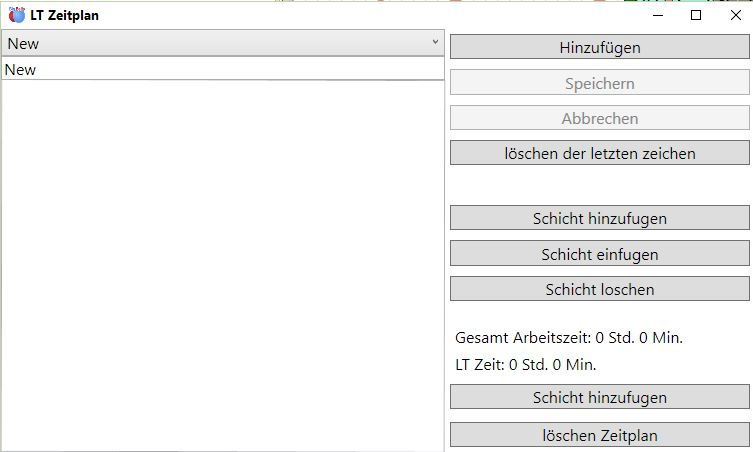 LT Zeitplan
New
New
Hinzufügen
Speichern
Abbrechen
löschen der letzten zeichen
Schicht hinzufugen
Schicht einfugen
Schicht loschen
Gesamt Arbeitszeit: 0 Std. 0 Min.
LT Zeit: 0 Std. 0 Min.
Schicht hinzufugen
löschen Zeitplan